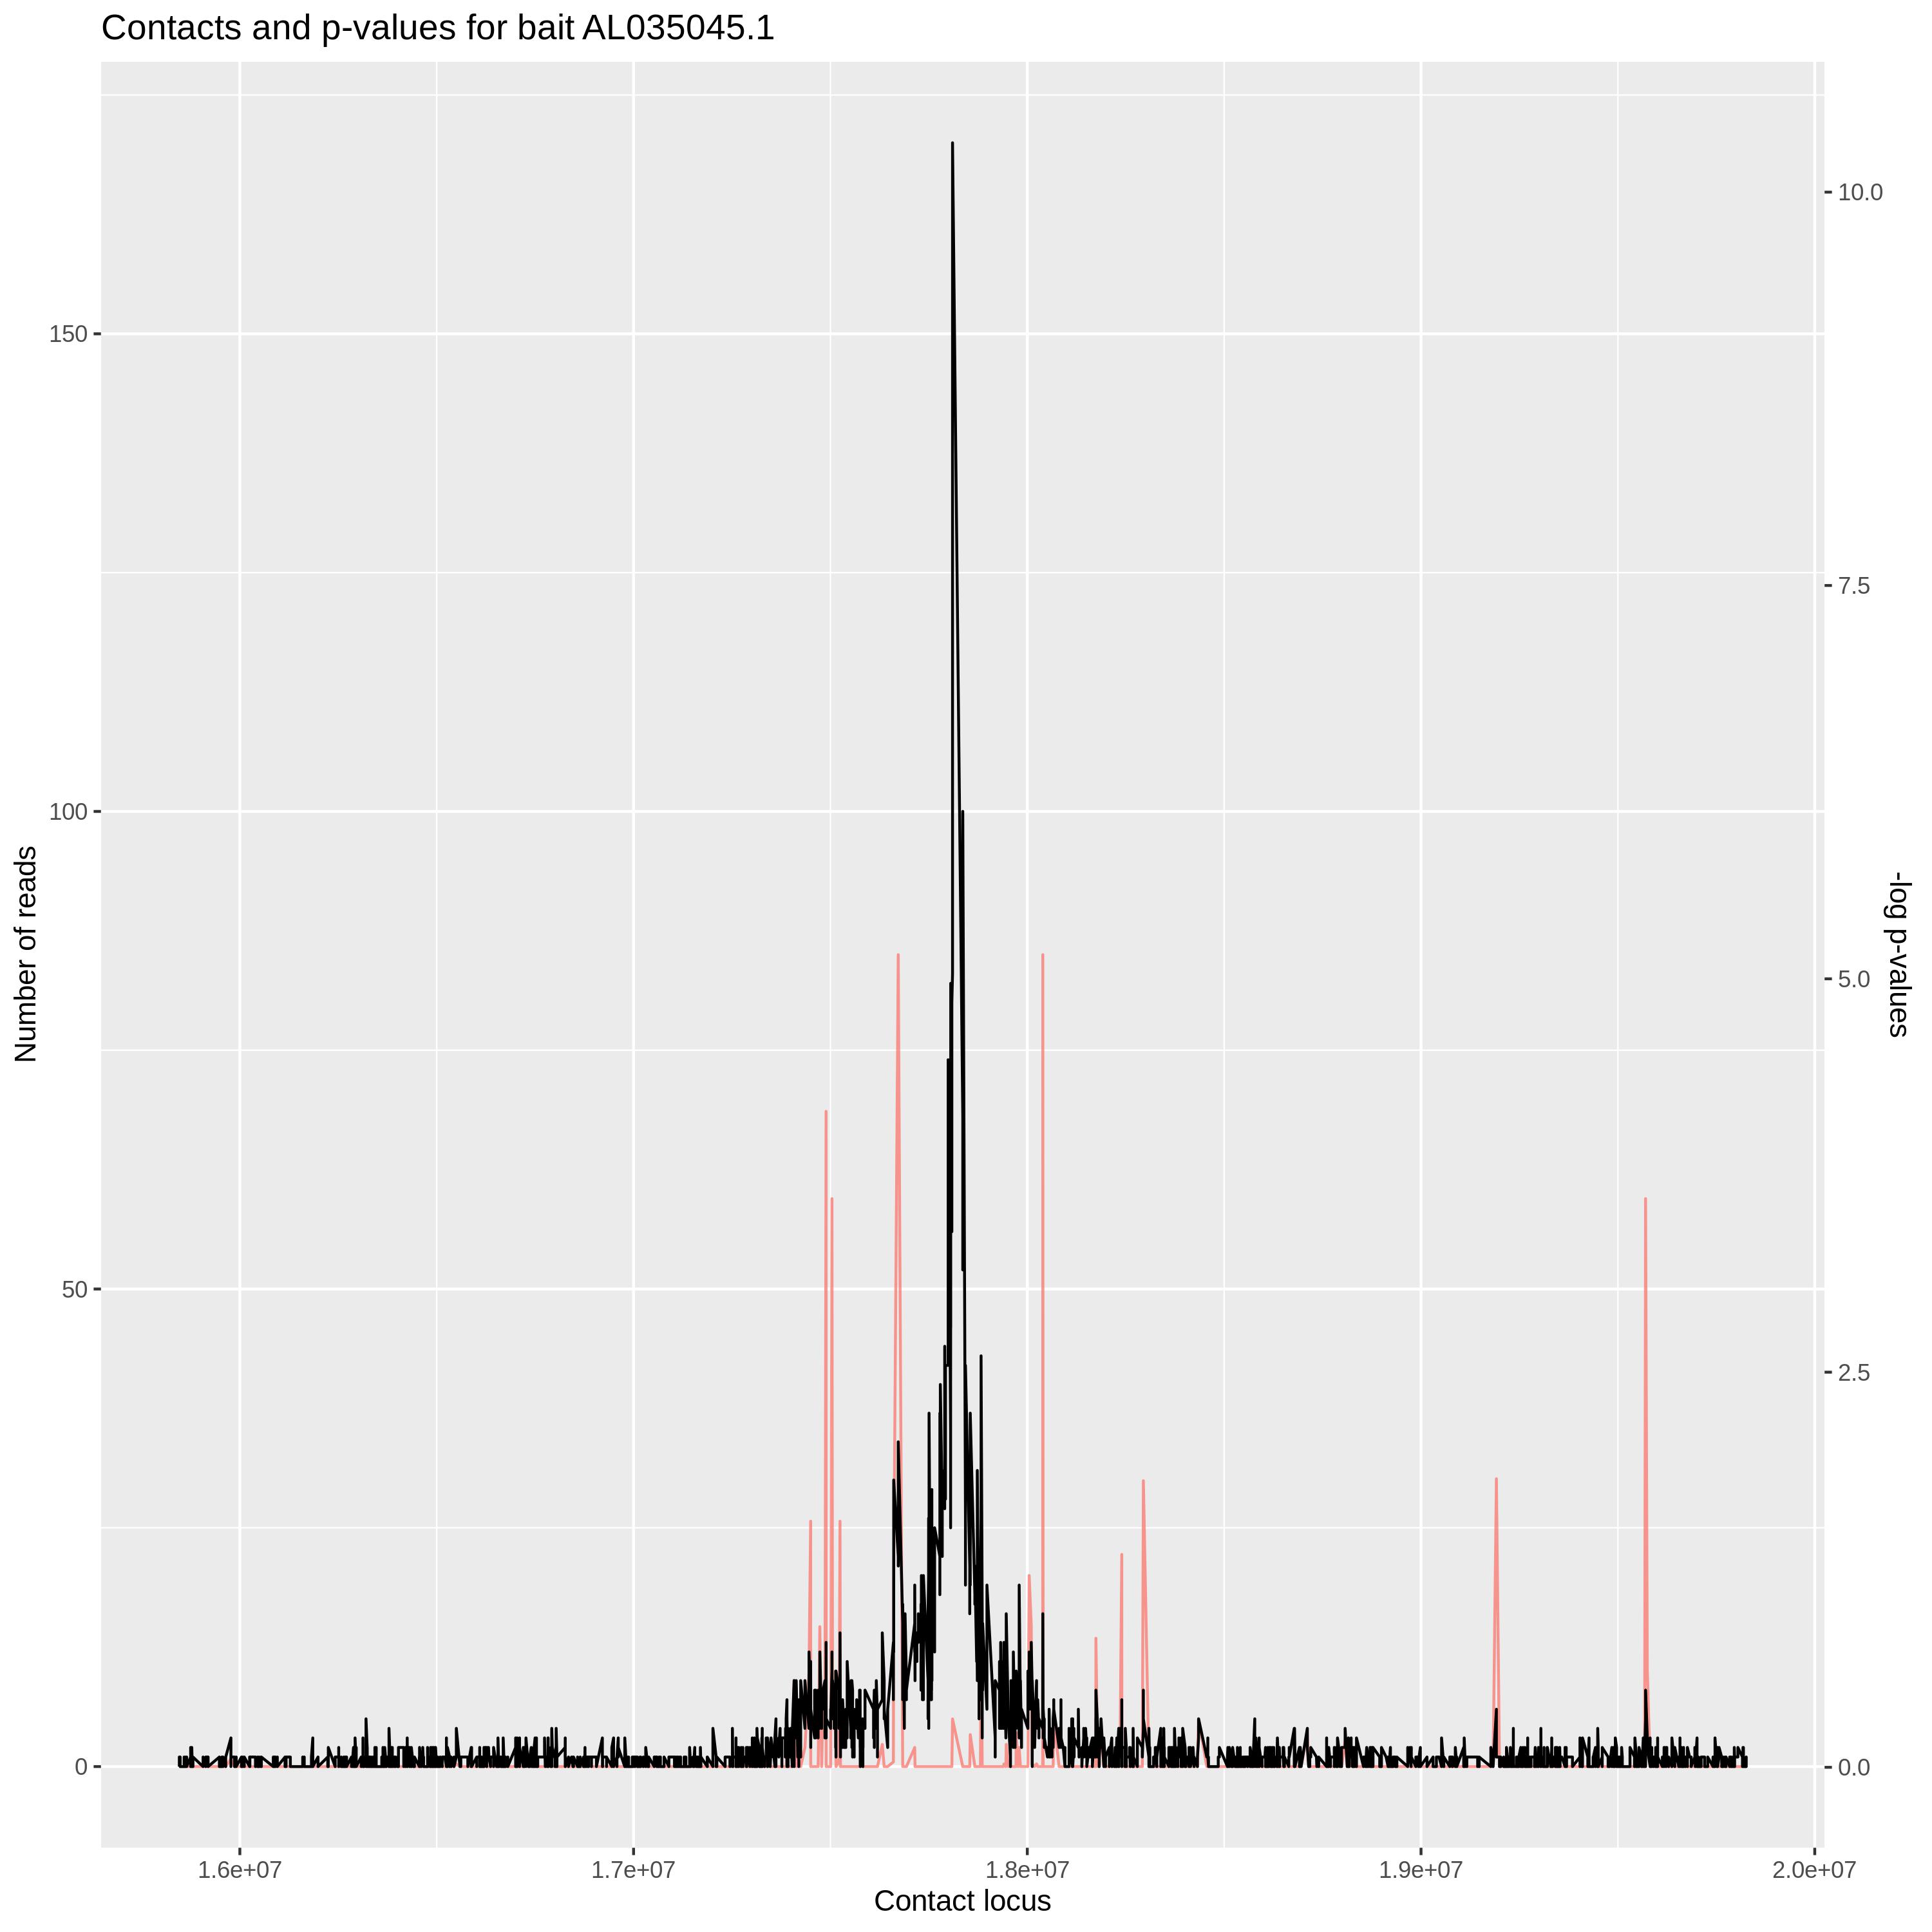 Contacts and p-values for bait AL035045.1
150
100
50
0
Number of reads
10.0
7.5
5.0
2.5
0.0
-log p-values
1.6e+07
1.7e+07
1.8e+07
1.9e+07
2.0e+07
Contact locus